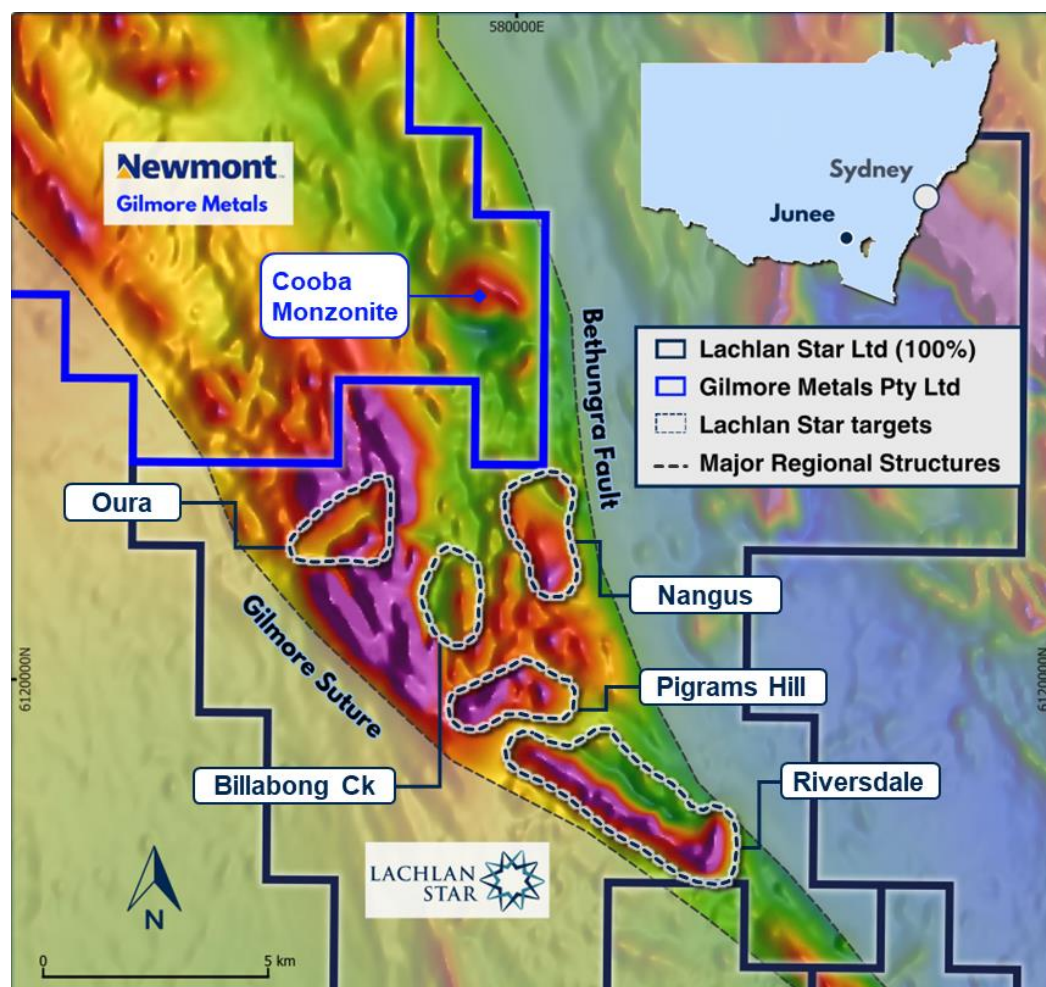 580000E
Newmont™
Gilmore Metals
Sydney
Junee
Cooba
Monzonite
Bethungra Fault
Lachlan Star Ltd (100%)
Gilmore Metals Pty Ltd
Lachlan Star targets
Major Regional Structures
Oura
Nangus
Gilmore Suture
6120000N
6120000N
Pigrams Hill
Billabong Ck
Riversdale
LACHLAN
STAR
N
0
5 km